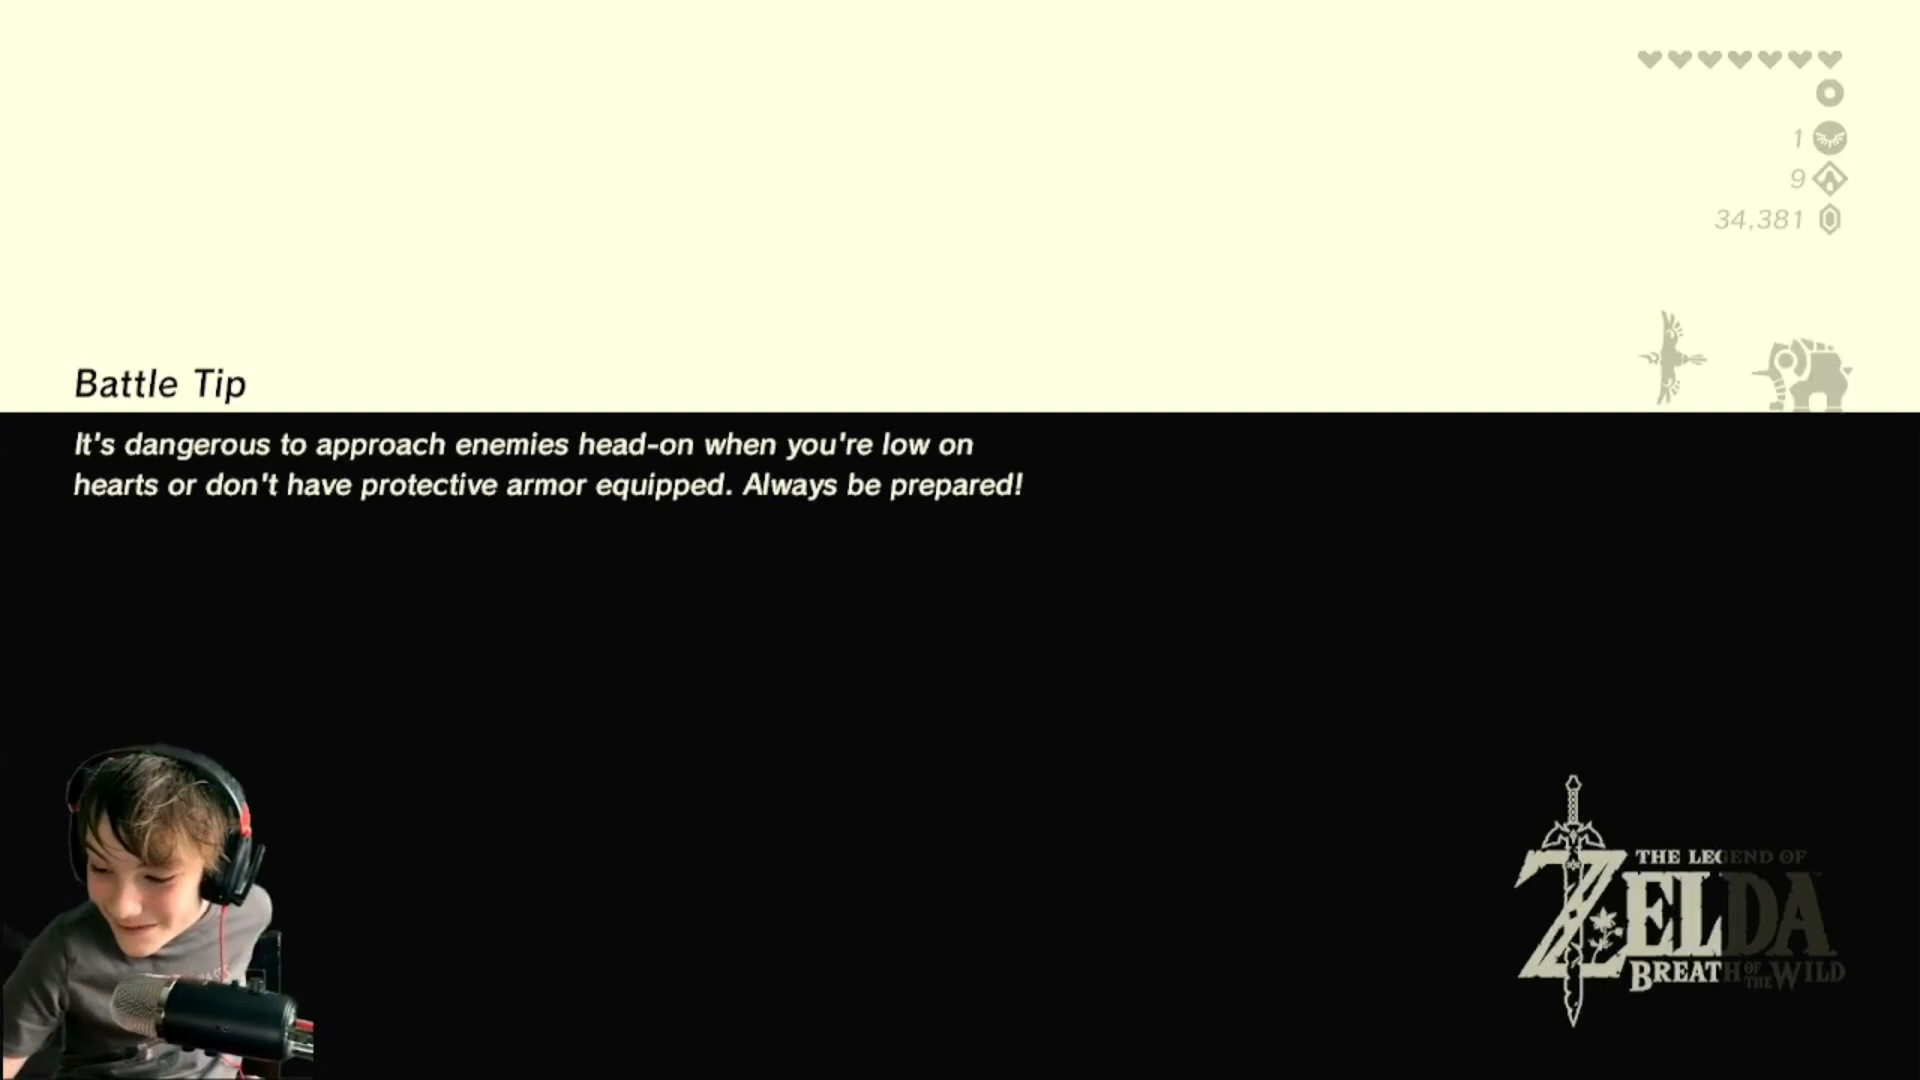 1
9
34,381
Battle Tip
It's dangerous to approach enemies head-on when you're low on
hearts or don't have protective armor equipped. Always be prepared!
THE LEGEND OF
ZELDA
BREATH OF THE WILD